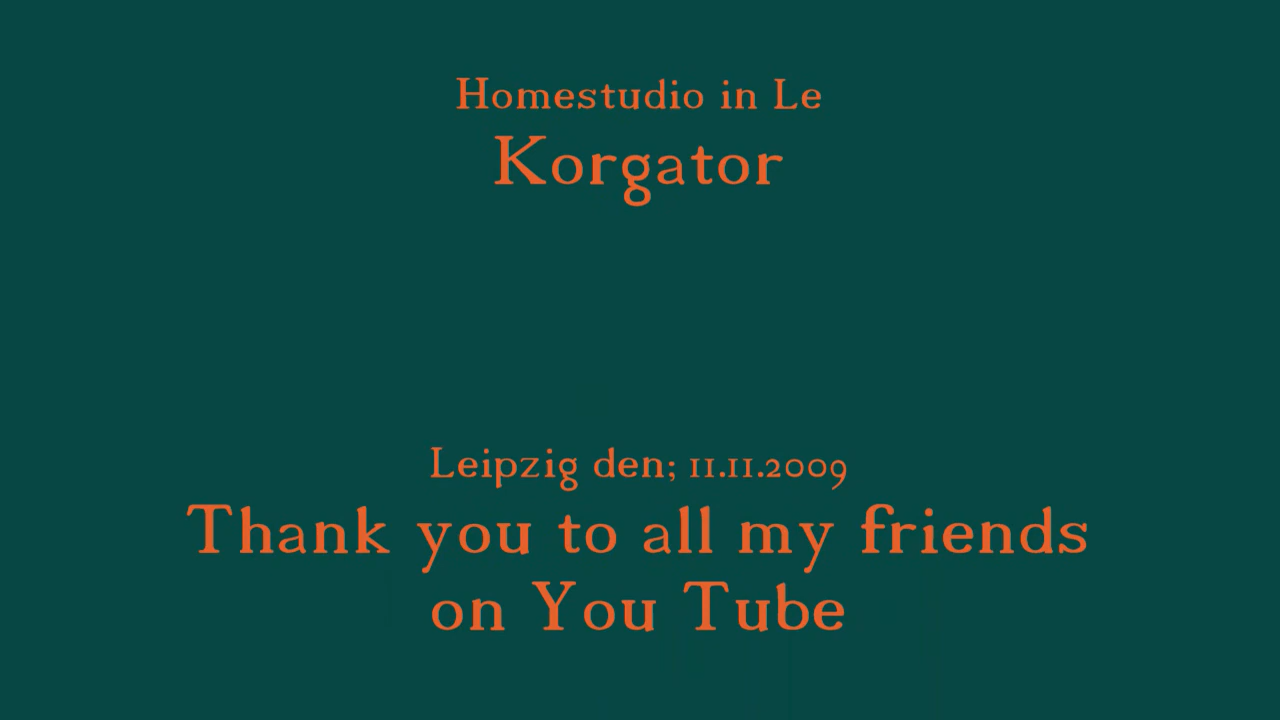 Homestudio in Le
Korgator
Leipzig den; 11.11.2009
Thank you to all my friends
on You Tube